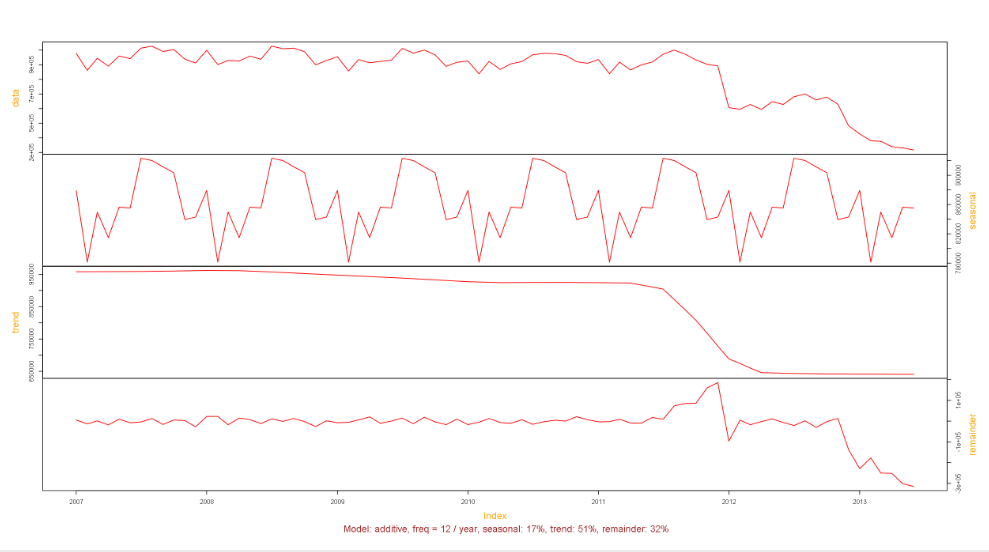 data
9e+05
7e+05
5e+05
3e+05
seasonal
900000
860000
820000
780000
trend
950000
850000
750000
650000
remainder
1e+05
-1e+05
-3e+05
2007 2008 2009 2010 2011 2012 2013
Index
Model: additive, freq = 12 / year, seasonal: 17%, trend: 51%, remainder: 32%